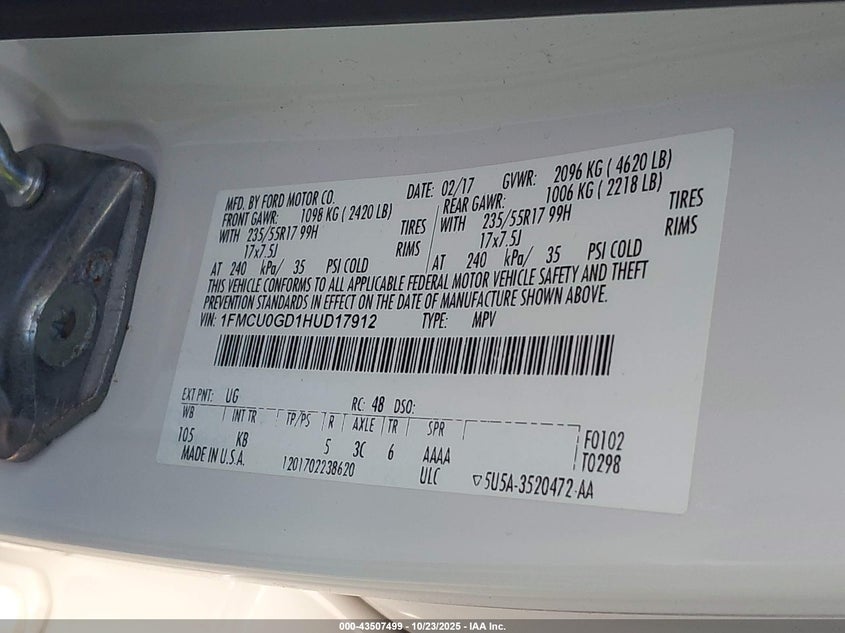 MFD. BY FORD MOTOR CO. DATE: 02/17 GVWR: 2096 KG ( 4620 LB)
FRONT GAWR: 1098 KG ( 2420 LB) REAR GAWR: 1006 KG ( 2218 LB)
WITH 235/55R17 99H TIRES WITH 235/55R17 99H TIRES
17x7.5J RIMS 17x7.5J RIMS
AT 240 kPa/ 35 PSI COLD AT 240 kPa/ 35 PSI COLD
THIS VEHICLE CONFORMS TO ALL APPLICABLE FEDERAL MOTOR VEHICLE SAFETY AND THEFT
PREVENTION STANDARDS IN EFFECT ON THE DATE OF MANUFACTURE SHOWN ABOVE.
VIN: 1FMCU0GD1HUD17912 TYPE: MPV
EXT PNT: UG RC: 48 DSO:
WB INT TR TP/PS R AXLE TR SPR
105 KB 5 3C 6 AAAA F0102
MADE IN U.S.A. 1201702238620 ULC T0298
▽5U5A-3520472-AA
000-43507499 - 10/23/2025 - IAA Inc.